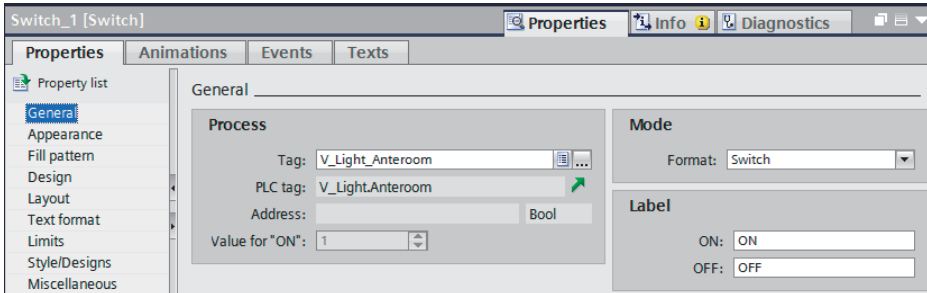 Switch_1 [Switch]
Properties Info Diagnostics
Properties Animations Events Texts
Property list
General
Appearance
Fill pattern
Design
Layout
Text format
Limits
Style/Designs
Miscellaneous
General
Process
Tag: V_Light_Anteroom ...
PLC tag: V_Light.Anteroom
Address: Bool
Value for "ON": 1
Mode
Format: Switch
Label
ON: ON
OFF: OFF